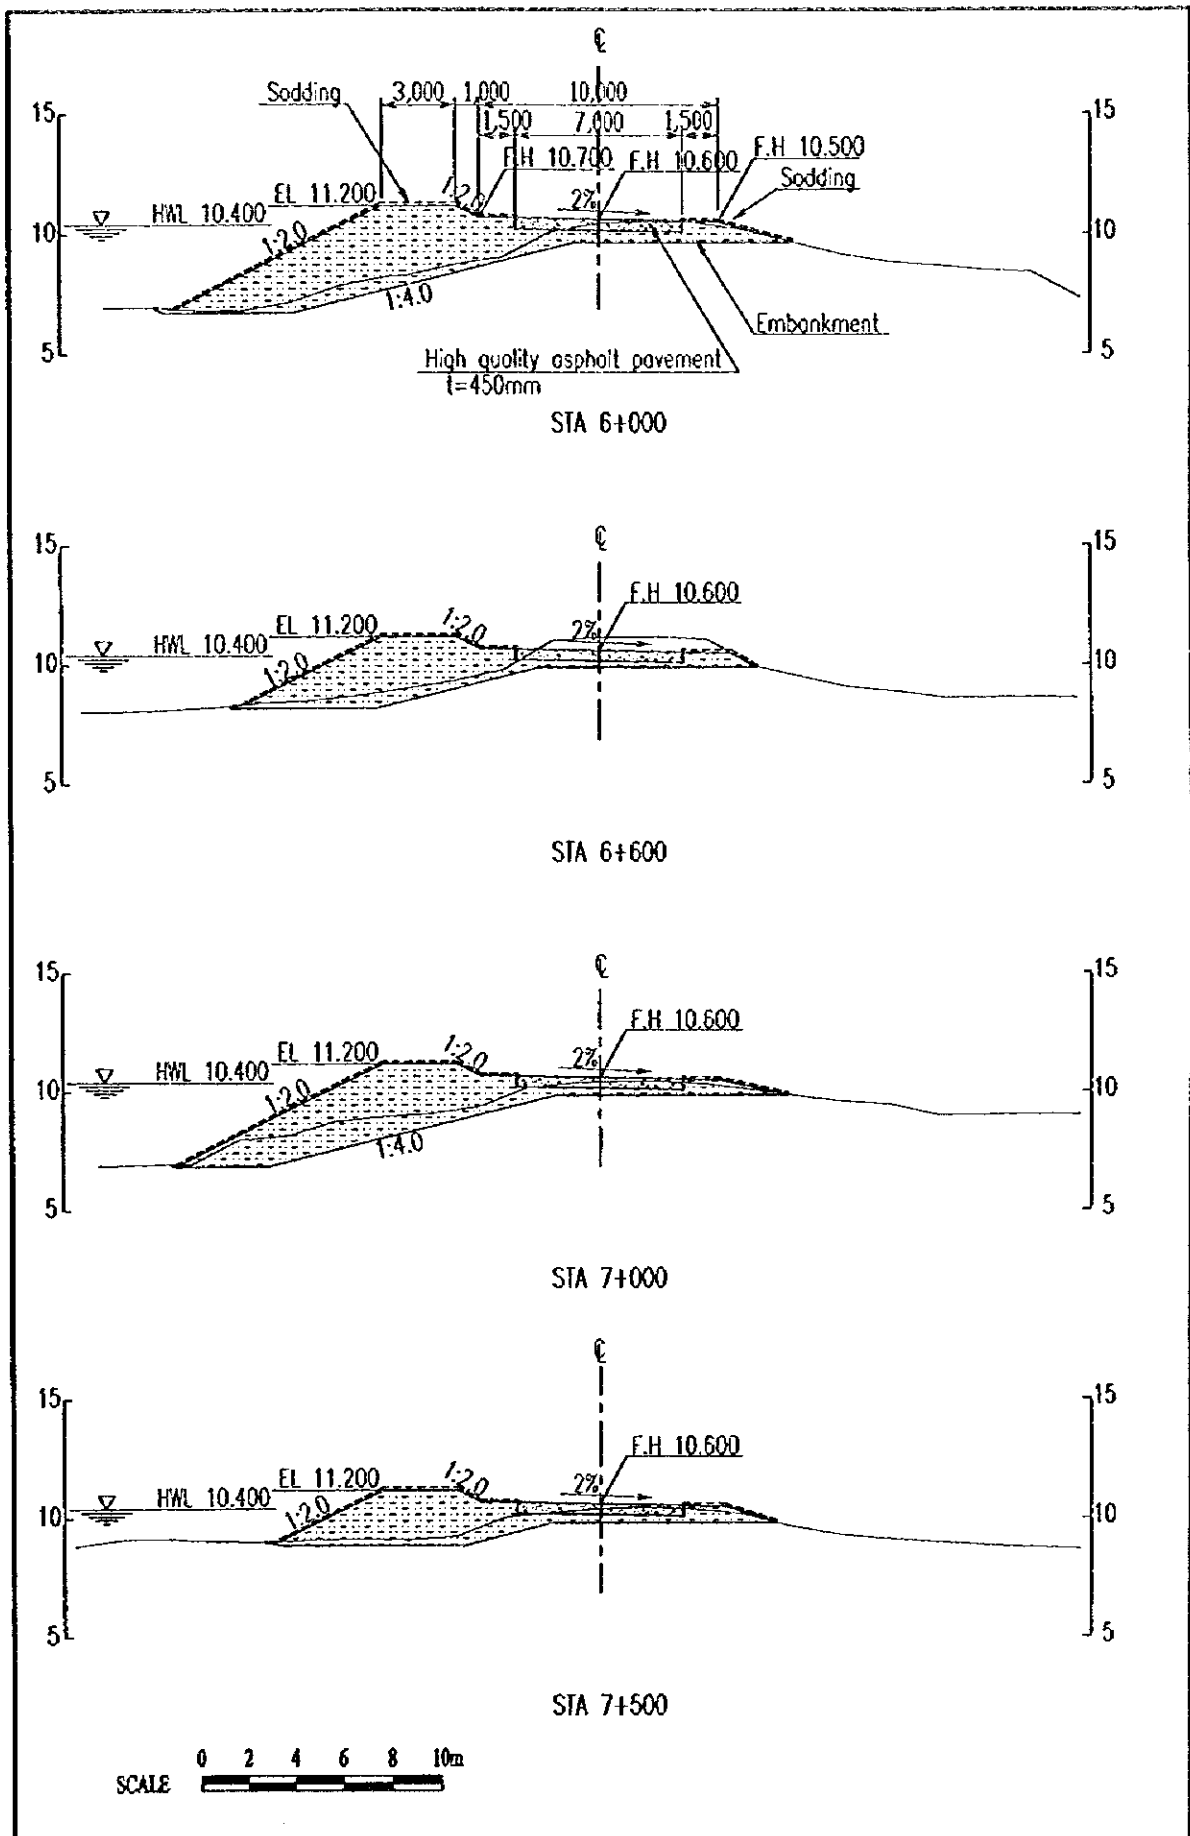 ℄
Sodding 3,000 1,000 10,000
15 15
1,500 7,000 1,500
F.H 10.700 F.H 10.600 F.H 10.500
EL 11.200 1:2.0 2% Sodding
HWL 10.400
10 1:2.0 10
1:4.0
Embankment
5 5
High quality asphalt pavement
t=450mm
STA 6+000
℄
15 15
F.H 10.600
EL 11.200 1:2.0 2%
HWL 10.400
10 1:2.0 10
5 5
STA 6+600
℄
15 15
F.H 10.600
EL 11.200 1:2.0 2%
HWL 10.400
10 1:2.0 10
1:4.0
5 5
STA 7+000
℄
15 15
F.H 10.600
EL 11.200 1:2.0 2%
HWL 10.400
10 1:2.0 10
5 5
STA 7+500
0 2 4 6 8 10m
SCALE